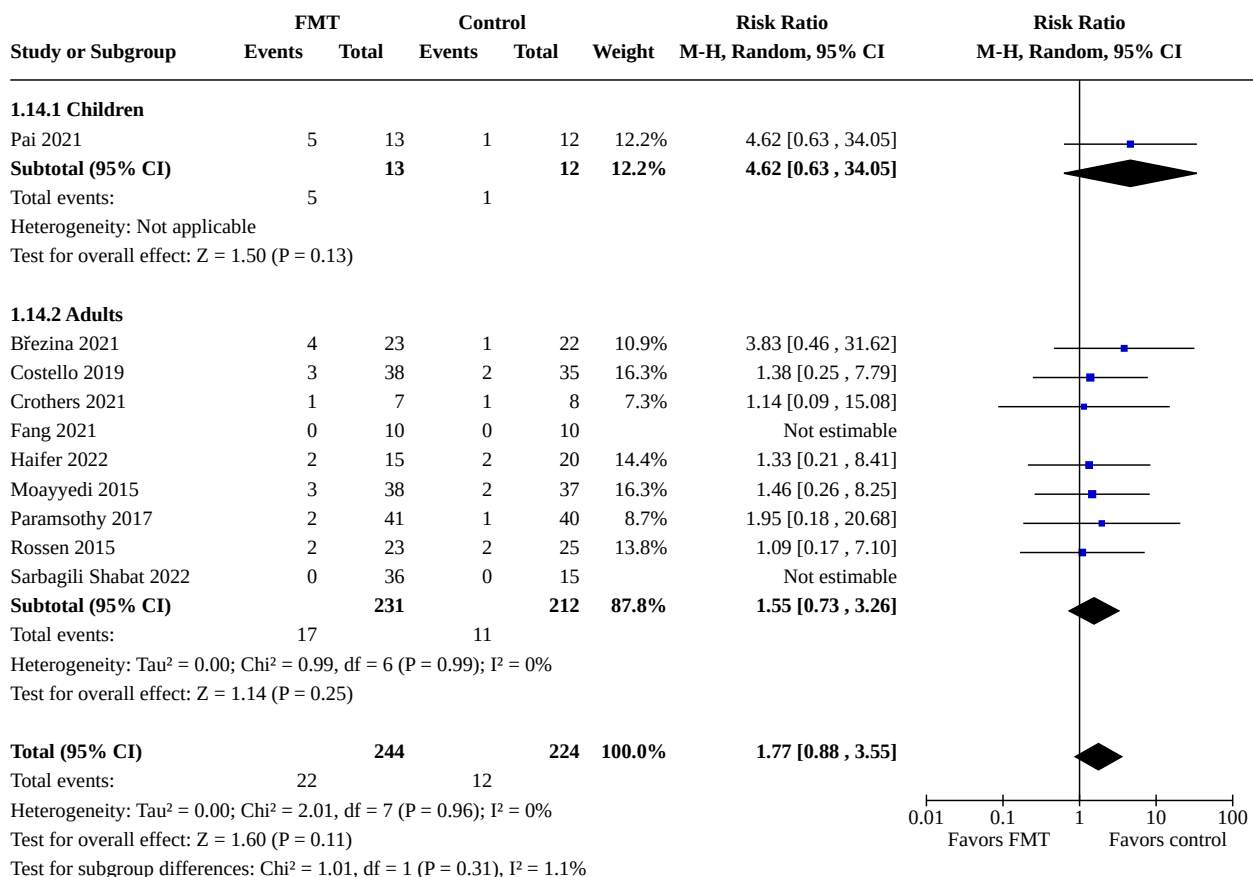 FMT Control Risk Ratio Risk Ratio
Study or Subgroup Events Total Events Total Weight M-H, Random, 95% CI M-H, Random, 95% CI
1.14.1 Children
Pai 2021 5 13 1 12 12.2% 4.62 [0.63 , 34.05]
Subtotal (95% CI) 13 12 12.2% 4.62 [0.63 , 34.05]
Total events: 5 1
Heterogeneity: Not applicable
Test for overall effect: Z = 1.50 (P = 0.13)
1.14.2 Adults
Březina 2021 4 23 1 22 10.9% 3.83 [0.46 , 31.62]
Costello 2019 3 38 2 35 16.3% 1.38 [0.25 , 7.79]
Crothers 2021 1 7 1 8 7.3% 1.14 [0.09 , 15.08]
Fang 2021 0 10 0 10 Not estimable
Haifer 2022 2 15 2 20 14.4% 1.33 [0.21 , 8.41]
Moayyedi 2015 3 38 2 37 16.3% 1.46 [0.26 , 8.25]
Paramsothy 2017 2 41 1 40 8.7% 1.95 [0.18 , 20.68]
Rossen 2015 2 23 2 25 13.8% 1.09 [0.17 , 7.10]
Sarbagili Shabat 2022 0 36 0 15 Not estimable
Subtotal (95% CI) 231 212 87.8% 1.55 [0.73 , 3.26]
Total events: 17 11
Heterogeneity: Tau² = 0.00; Chi² = 0.99, df = 6 (P = 0.99); I² = 0%
Test for overall effect: Z = 1.14 (P = 0.25)
Total (95% CI) 244 224 100.0% 1.77 [0.88 , 3.55]
Total events: 22 12
Heterogeneity: Tau² = 0.00; Chi² = 2.01, df = 7 (P = 0.96); I² = 0%
0.01 0.1 1 10 100
Test for overall effect: Z = 1.60 (P = 0.11) Favors FMT Favors control
Test for subgroup differences: Chi² = 1.01, df = 1 (P = 0.31), I² = 1.1%